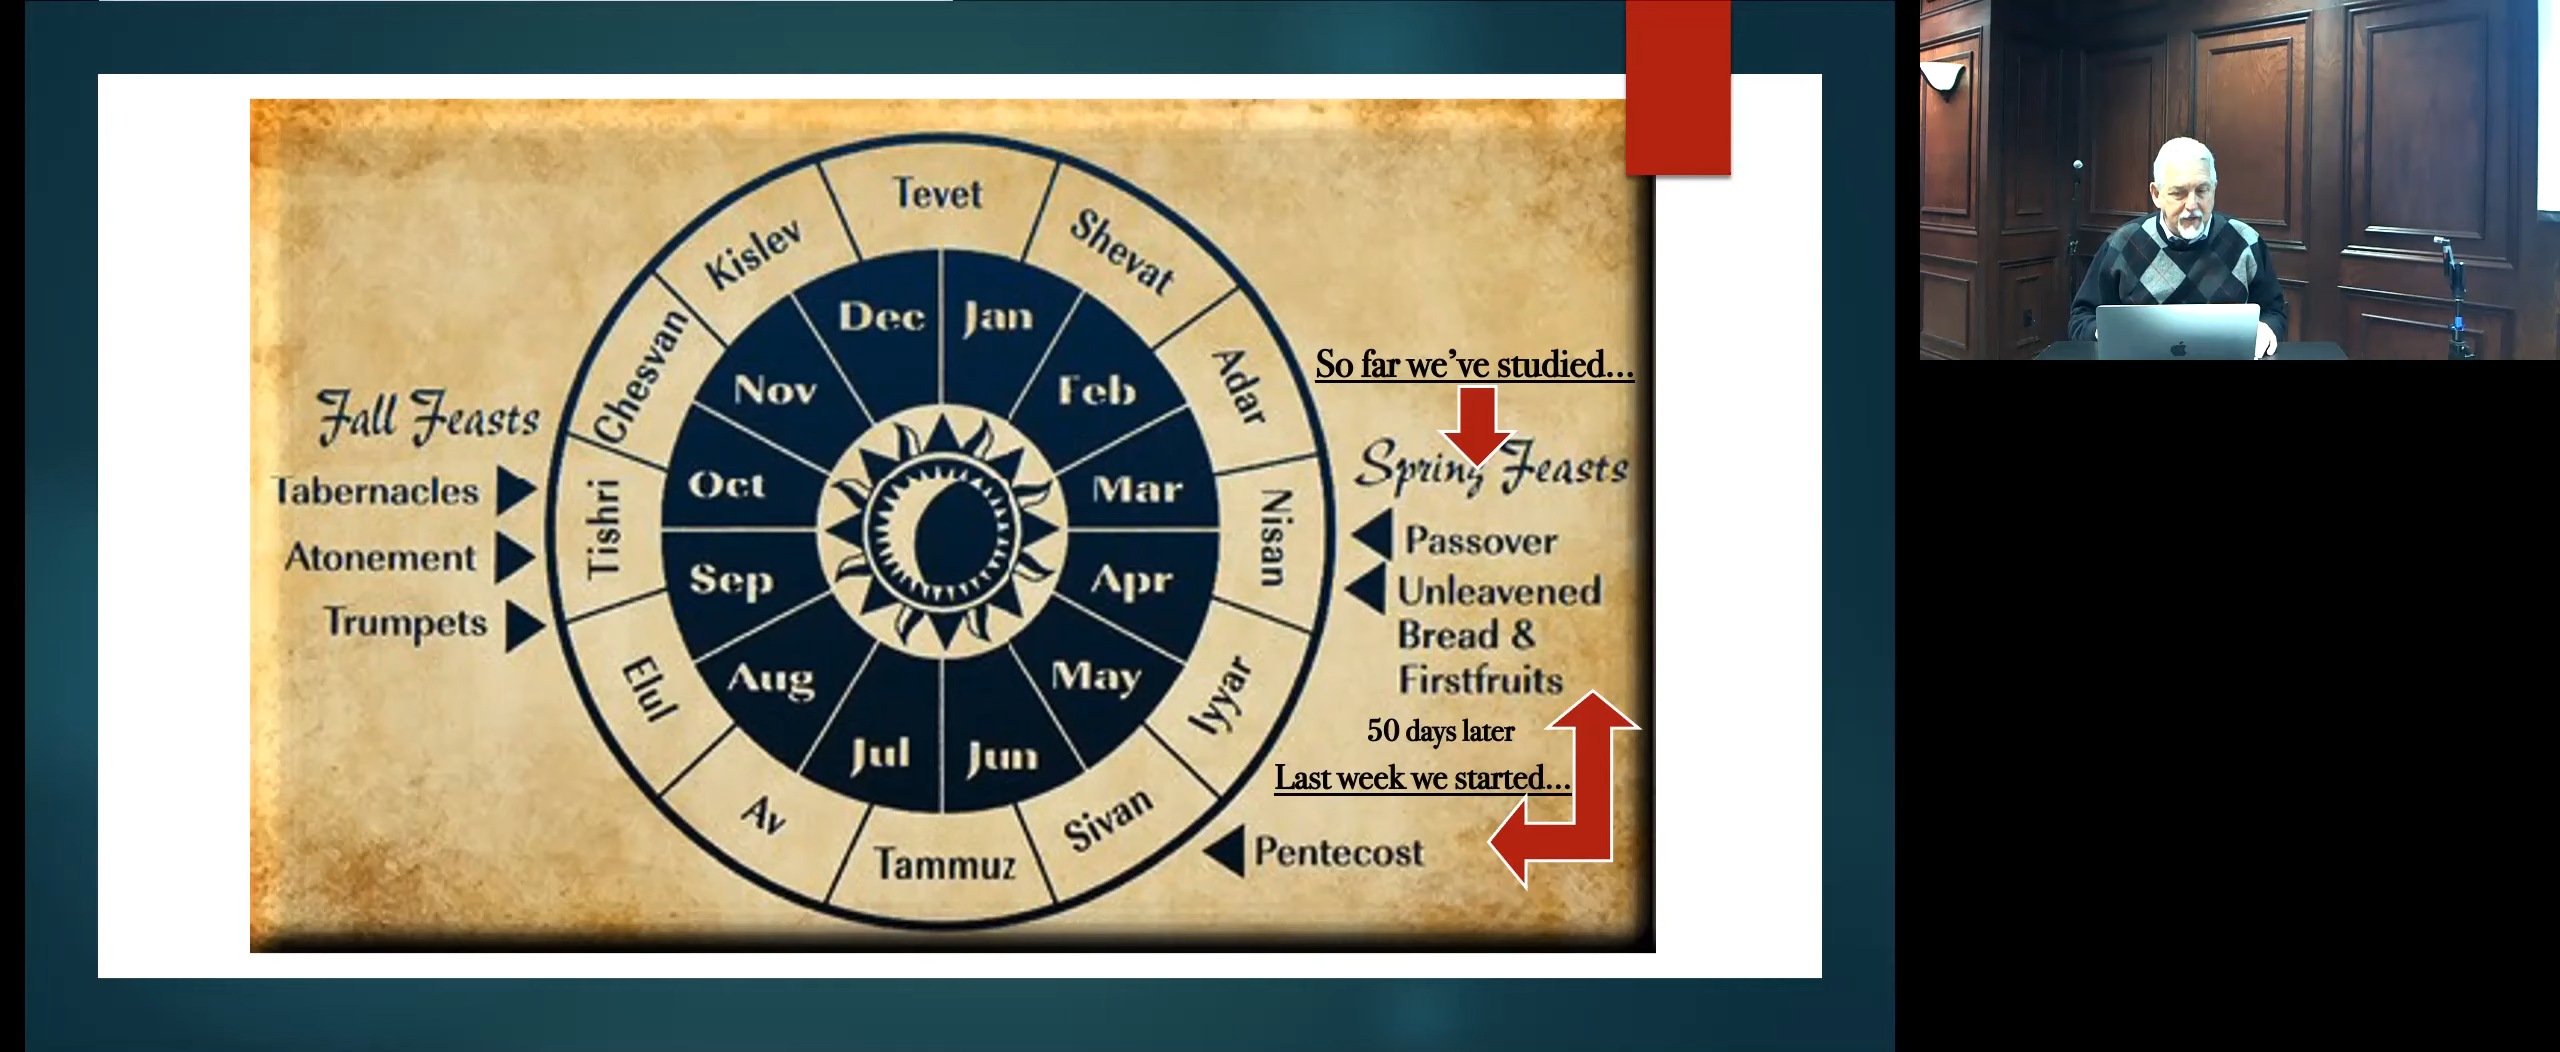 Tevet
Shevat
Adar
Nisan
Iyyar
Sivan
Tammuz
Av
Elul
Tishri
Chesvan
Kislev
Dec
Jan
Feb
Mar
Apr
May
Jun
Jul
Aug
Sep
Oct
Nov
Fall Feasts
Tabernacles
Atonement
Trumpets
So far we’ve studied...
Spring Feasts
Passover
Unleavened
Bread &
Firstfruits
50 days later
Last week we started...
Pentecost